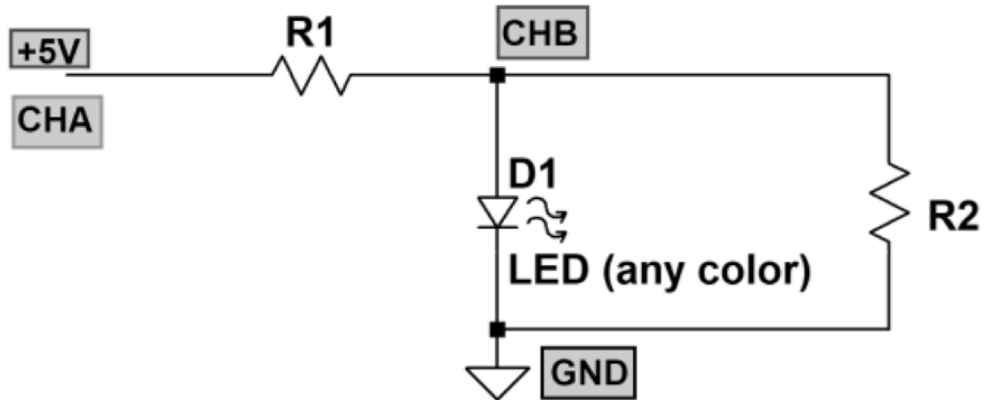 R1
CHB
+5V
CHA
D1
R2
LED (any color)
GND